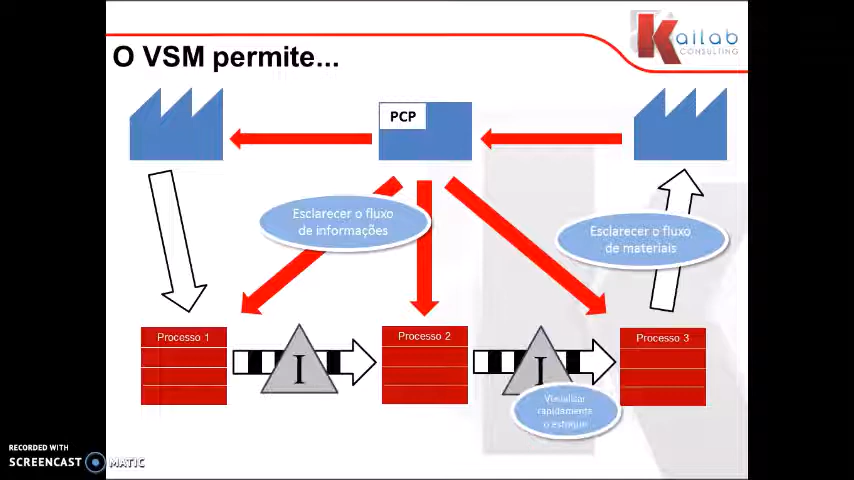 Kailab
CONSULTING
O VSM permite...
PCP
Esclarecer o fluxo
de informações
Esclarecer o fluxo
de materiais
Processo 1
Processo 2
Processo 3
I
I
Visualizar
rapidamente
o estoque
RECORDED WITH
SCREENCAST MATIC